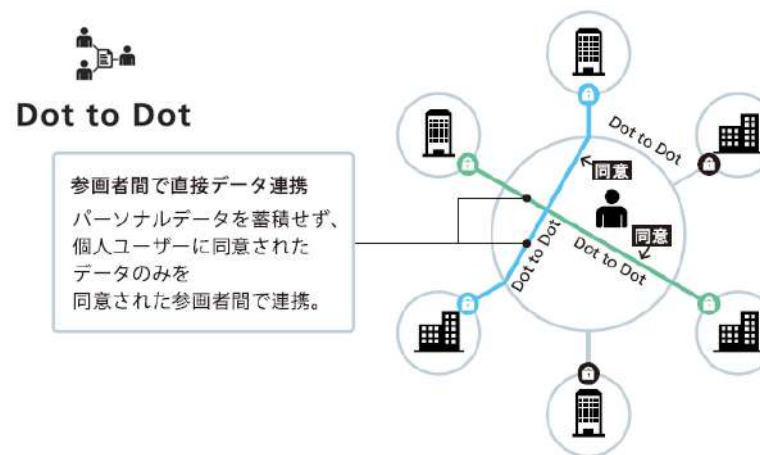 Dot to Dot
参画者間で直接データ連携
パーソナルデータを蓄積せず、
個人ユーザーに同意された
データのみを
同意された参画者間で連携。
Dot to Dot
同意
同意
Dot to Dot
Dot to Dot